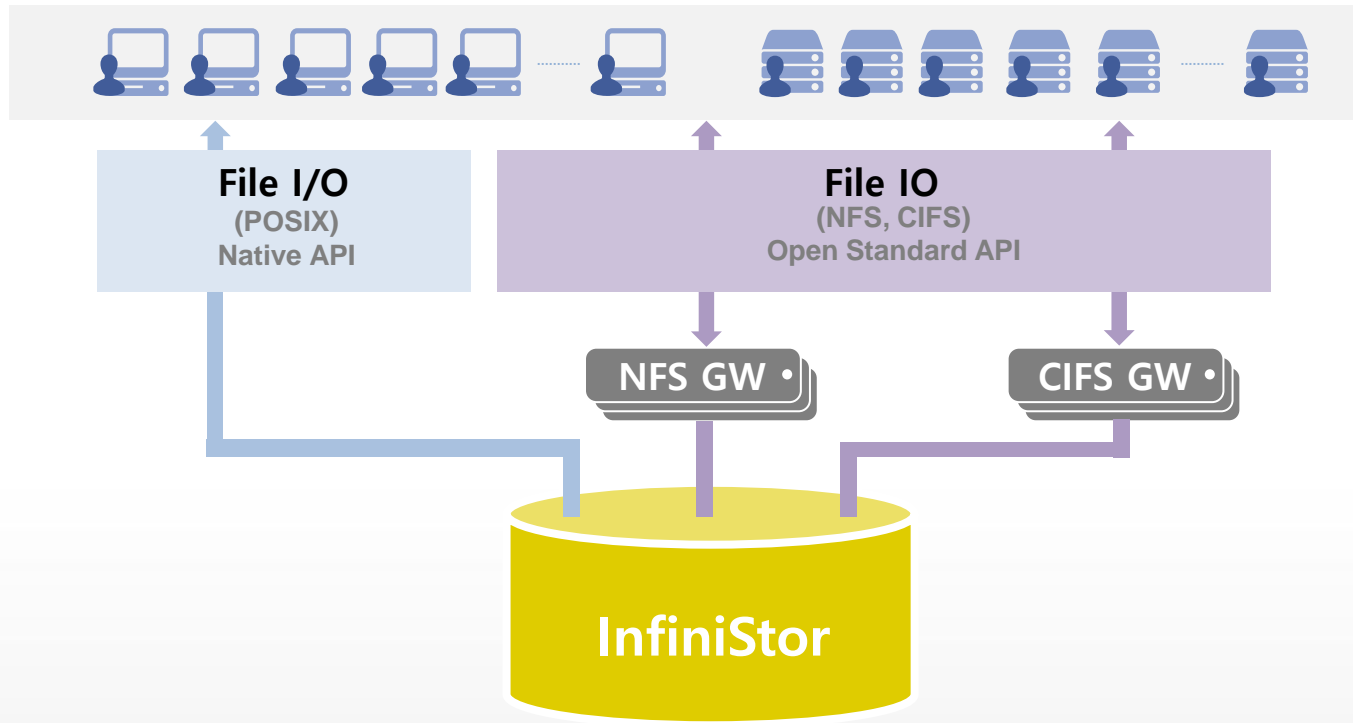 File I/O
(POSIX)
Native API
File IO
(NFS, CIFS)
Open Standard API
NFS GW
CIFS GW
InfiniStor